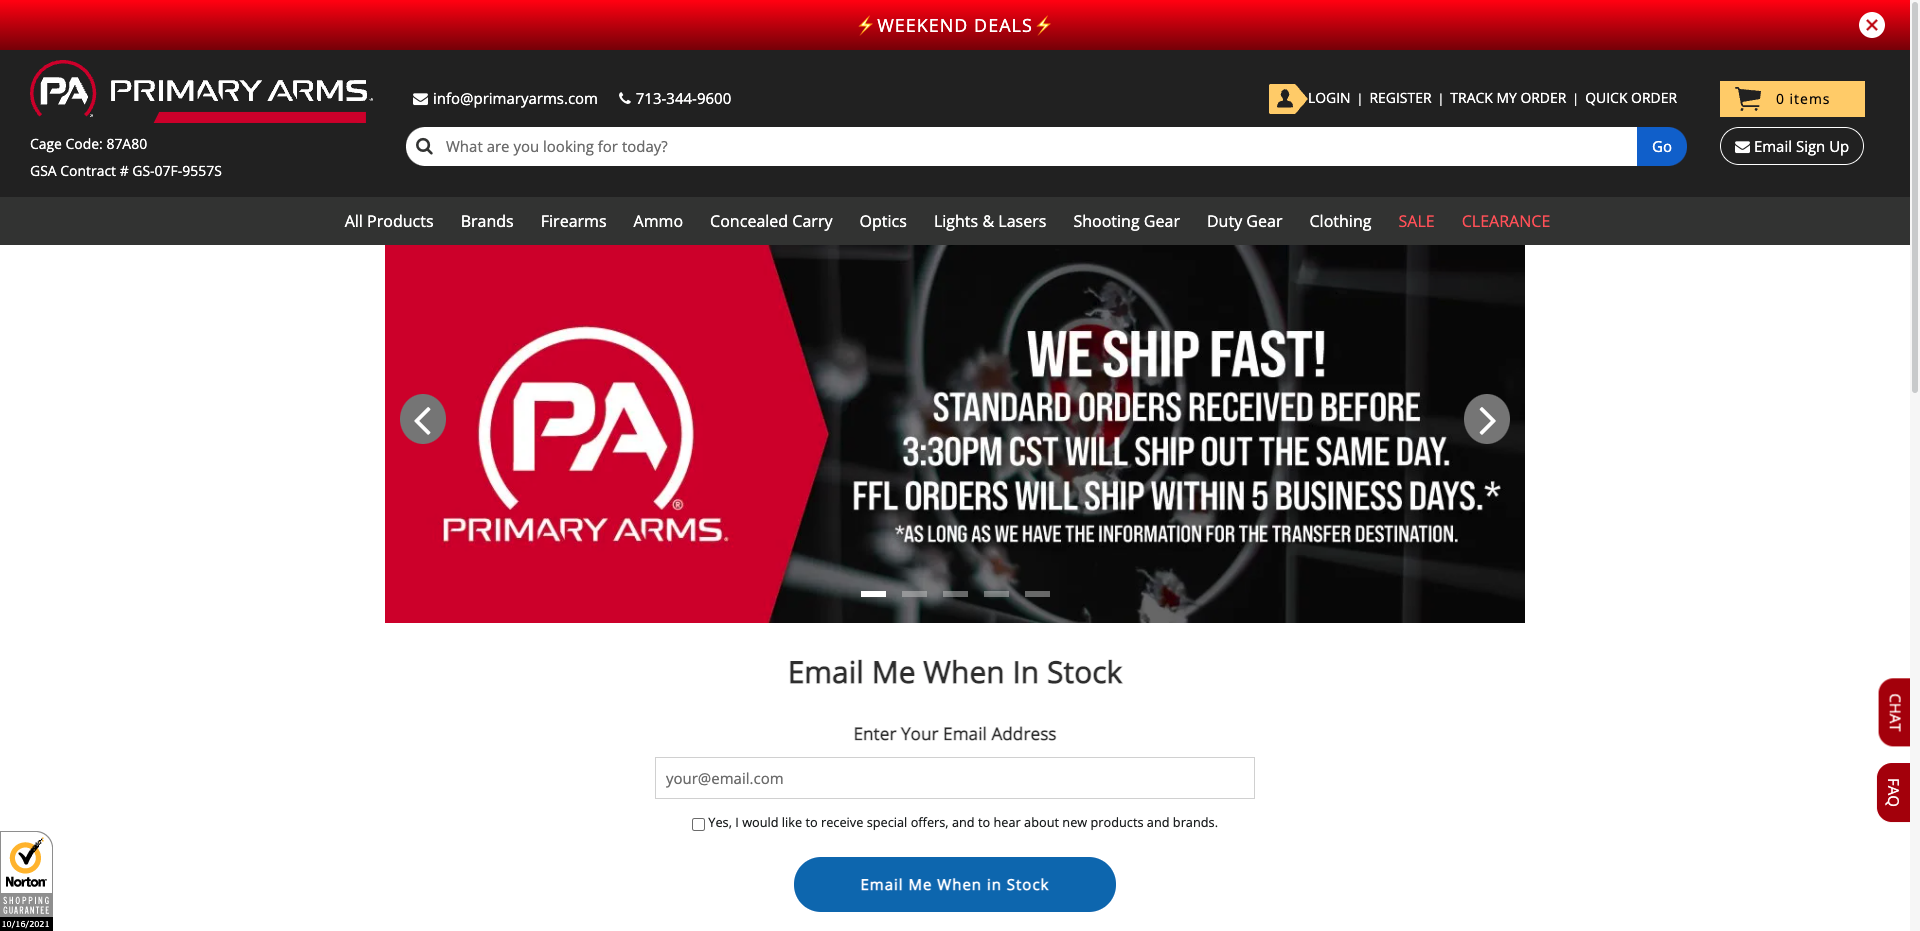 ⚡WEEKEND DEALS⚡
PA PRIMARY ARMS
info@primaryarms.com 713-344-9600
LOGIN | REGISTER | TRACK MY ORDER | QUICK ORDER
0 items
Cage Code: 87A80
GSA Contract # GS-07F-9557S
What are you looking for today?
Go
Email Sign Up
All Products Brands Firearms Ammo Concealed Carry Optics Lights & Lasers Shooting Gear Duty Gear Clothing SALE CLEARANCE
PA®
PRIMARY ARMS
WE SHIP FAST!
STANDARD ORDERS RECEIVED BEFORE
3:30PM CST WILL SHIP OUT THE SAME DAY.
FFL ORDERS WILL SHIP WITHIN 5 BUSINESS DAYS.*
*AS LONG AS WE HAVE THE INFORMATION FOR THE TRANSFER DESTINATION.
Email Me When In Stock
Enter Your Email Address
your@email.com
Yes, I would like to receive special offers, and to hear about new products and brands.
Email Me When in Stock
CHAT
FAQ
Norton
SHOPPING
GUARANTEE
10/16/2021